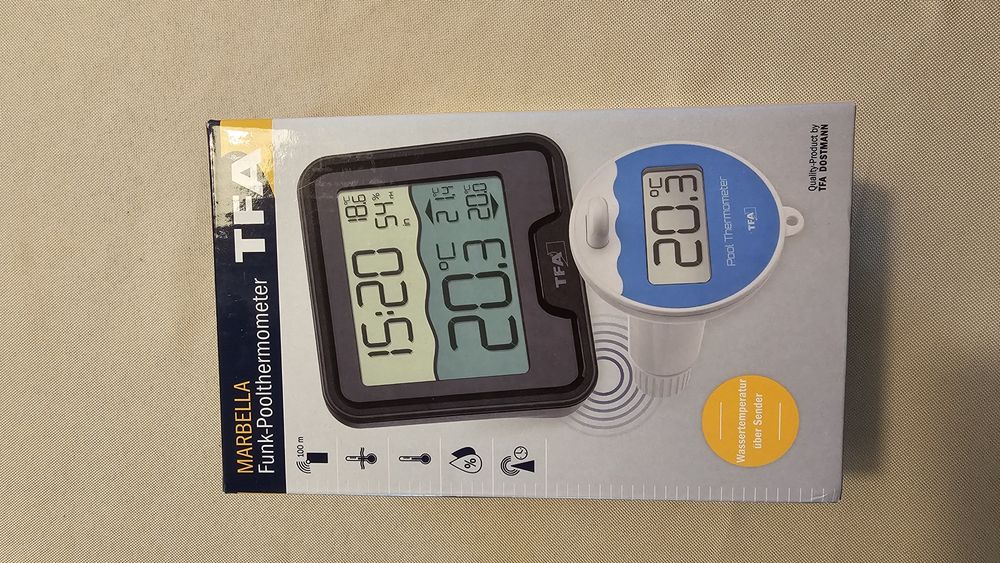 MARBELLA
Funk-Poolthermometer
TFA
100 m
%
15:20
18.6 °C
54 %
in
20.3 °C
°C
21.4
°C
20.0
TFA
20.3 °C
Pool Thermometer
TFA
Wassertemperatur
über Sender
Quality-Product by
TFA DOSTMANN